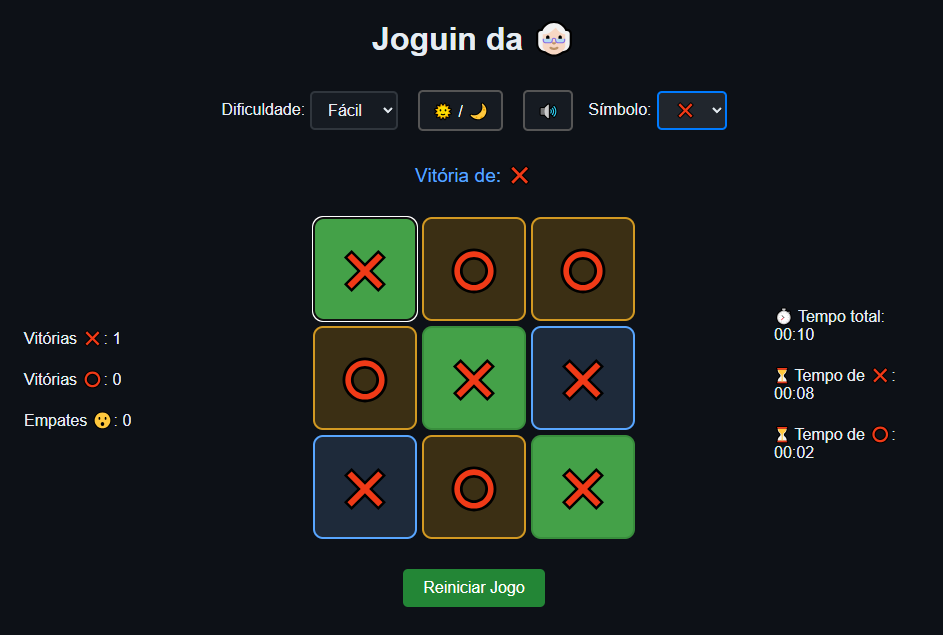 Joguin da 👵🏻
Dificuldade: Fácil 🌞 / 🌙 🔊 Símbolo: ❌
Vitória de: ❌
❌ ⭕ ⭕
⭕ ❌ ❌
❌ ⭕ ❌
Vitórias ❌: 1
Vitórias ⭕: 0
Empates 😮: 0
⏱️ Tempo total:
00:10
⏳ Tempo de ❌:
00:08
⏳ Tempo de ⭕:
00:02
Reiniciar Jogo